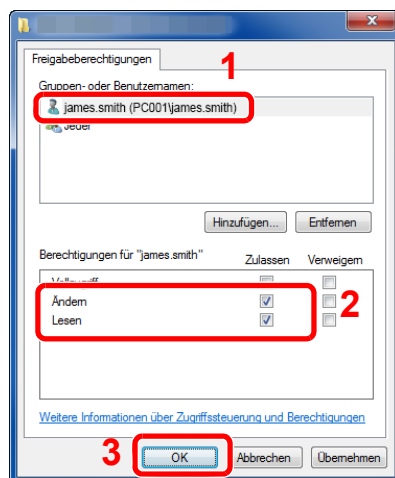 Freigabeberechtigungen
1
Gruppen- oder Benutzernamen:
james.smith (PC001\james.smith)
Jeder
Hinzufügen... Entfernen
Berechtigungen für "james.smith" Zulassen Verweigern
Vollzugriff
Ändern
2
Lesen
Weitere Informationen über Zugriffssteuerung und Berechtigungen
3 OK Abbrechen Übernehmen